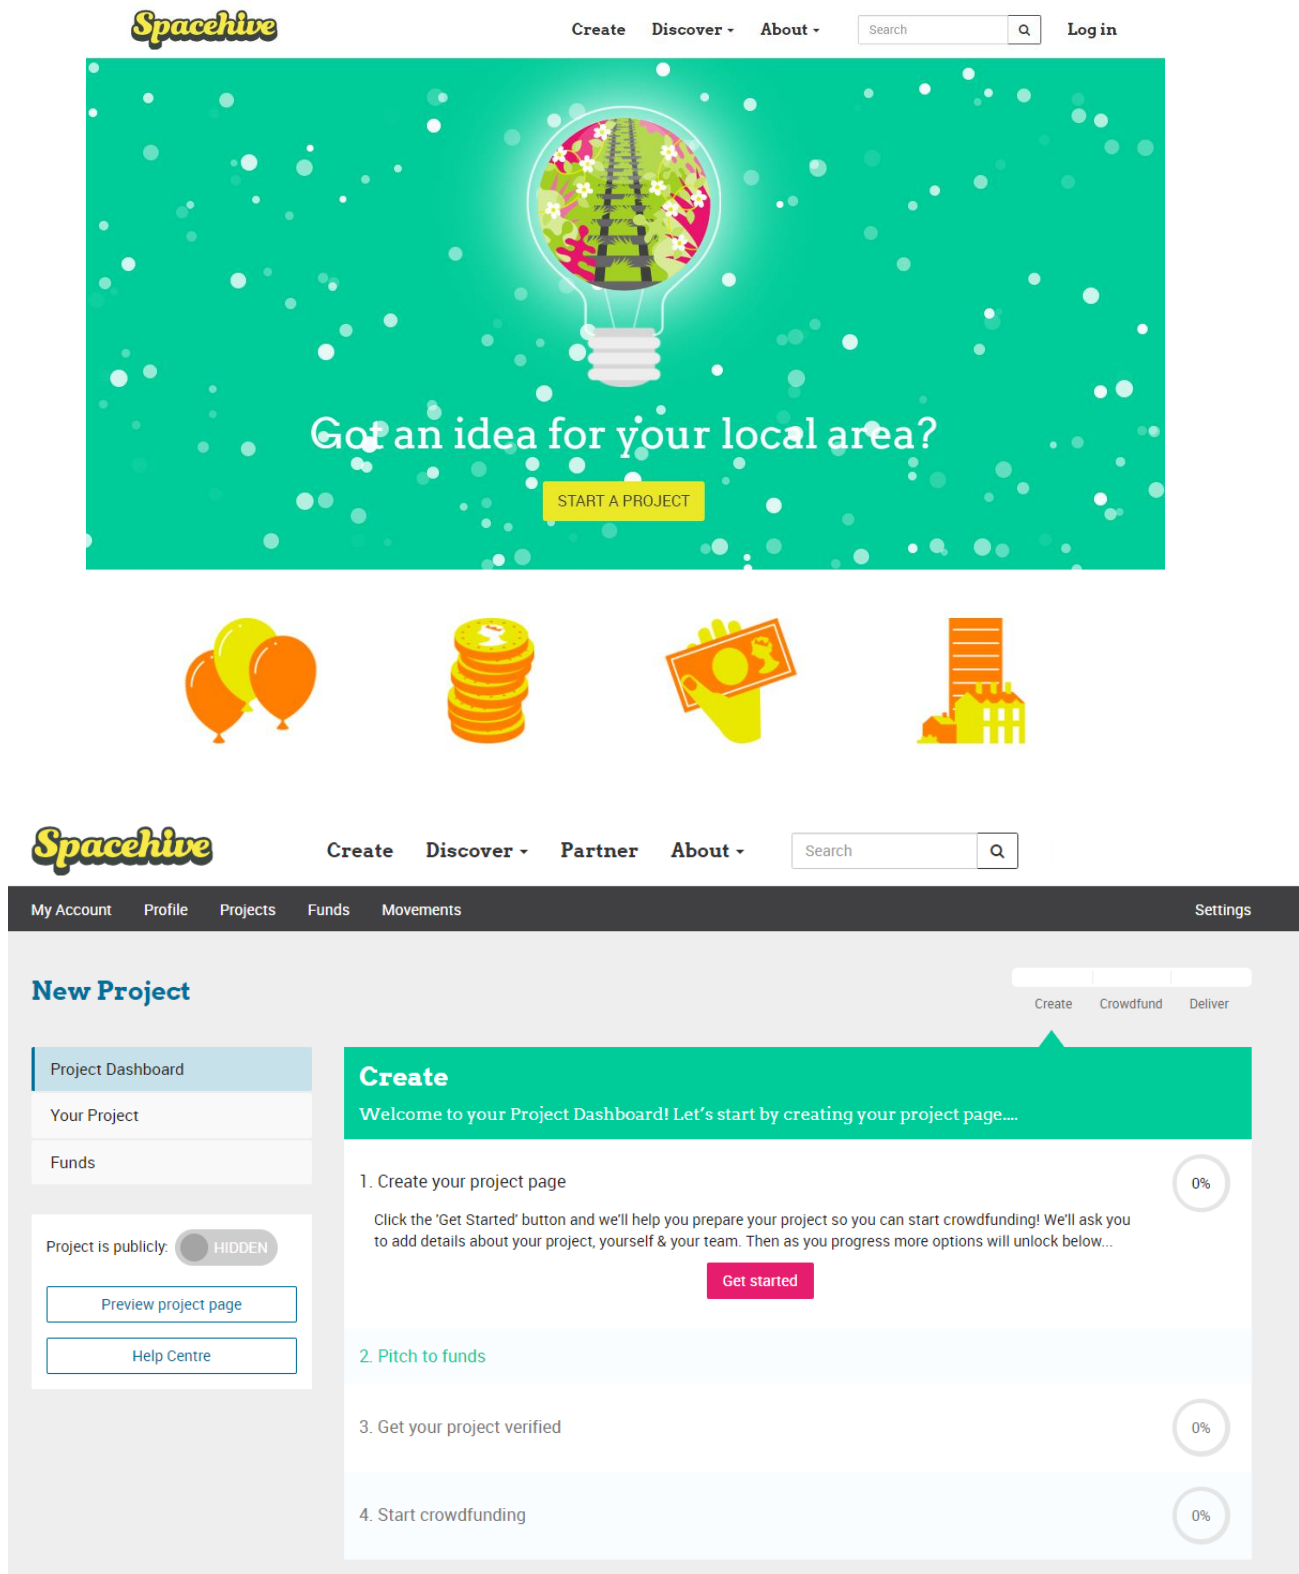 Spacehive
Create Discover About Search Log in
Got an idea for your local area?
START A PROJECT
Spacehive
Create Discover Partner About Search
My Account Profile Projects Funds Movements Settings
New Project
Create Crowdfund Deliver
Project Dashboard
Your Project
Funds
Project is publicly: HIDDEN
Preview project page
Help Centre
Create
Welcome to your Project Dashboard! Let's start by creating your project page....
1. Create your project page 0%
Click the 'Get Started' button and we'll help you prepare your project so you can start crowdfunding! We'll ask you
to add details about your project, yourself & your team. Then as you progress more options will unlock below...
Get started
2. Pitch to funds
3. Get your project verified 0%
4. Start crowdfunding 0%